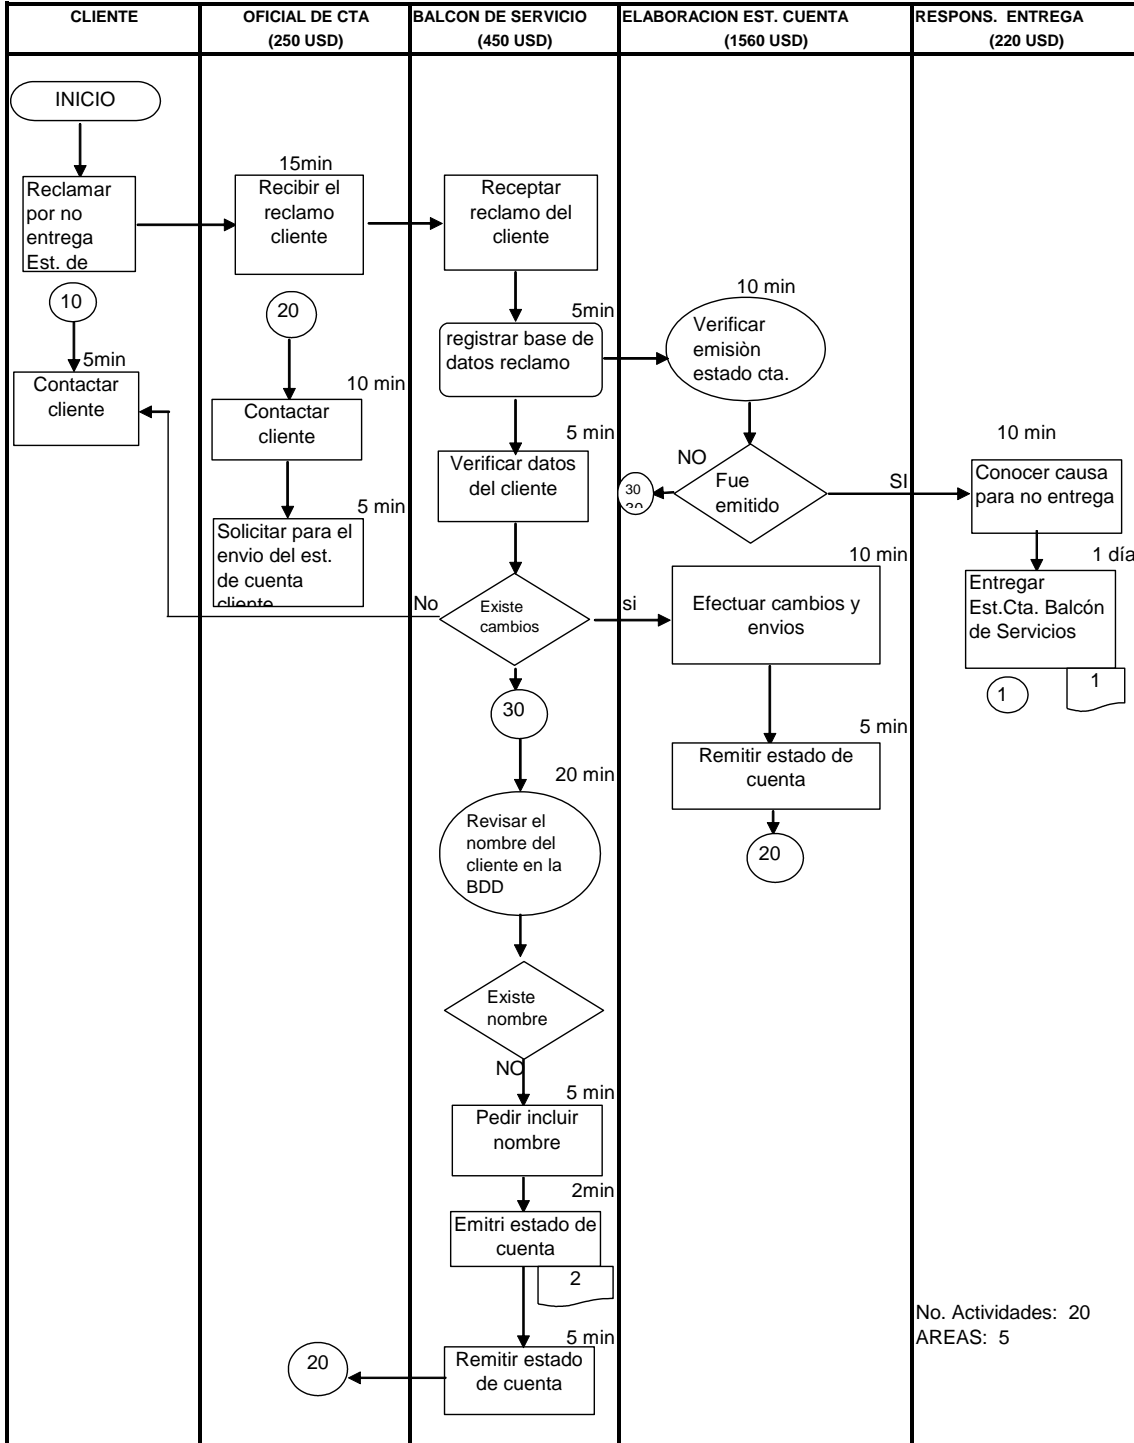 CLIENTE
OFICIAL DE CTA
(250 USD)
BALCON DE SERVICIO
(450 USD)
ELABORACION EST. CUENTA
(1560 USD)
RESPONS. ENTREGA
(220 USD)
INICIO
Reclamar
por no
entrega
Est. de
15min
Recibir el
reclamo
cliente
Receptar
reclamo del
cliente
10
5min
Contactar
cliente
20
10 min
Contactar
cliente
5 min
Solicitar para el
envio del est.
de cuenta
cliente
5min
registrar base de
datos reclamo
10 min
Verificar
emisiòn
estado cta.
5 min
Verificar datos
del cliente
NO
30
30
Fue
emitido
SI
10 min
Conocer causa
para no entrega
1 día
Entregar
Est.Cta. Balcón
de Servicios
1
1
No
Existe
cambios
si
10 min
Efectuar cambios y
envios
30
5 min
Remitir estado de
cuenta
20
20 min
Revisar el
nombre del
cliente en la
BDD
Existe
nombre
NO
5 min
Pedir incluir
nombre
2min
Emitri estado de
cuenta
2
5 min
Remitir estado
de cuenta
20
No. Actividades: 20
AREAS: 5